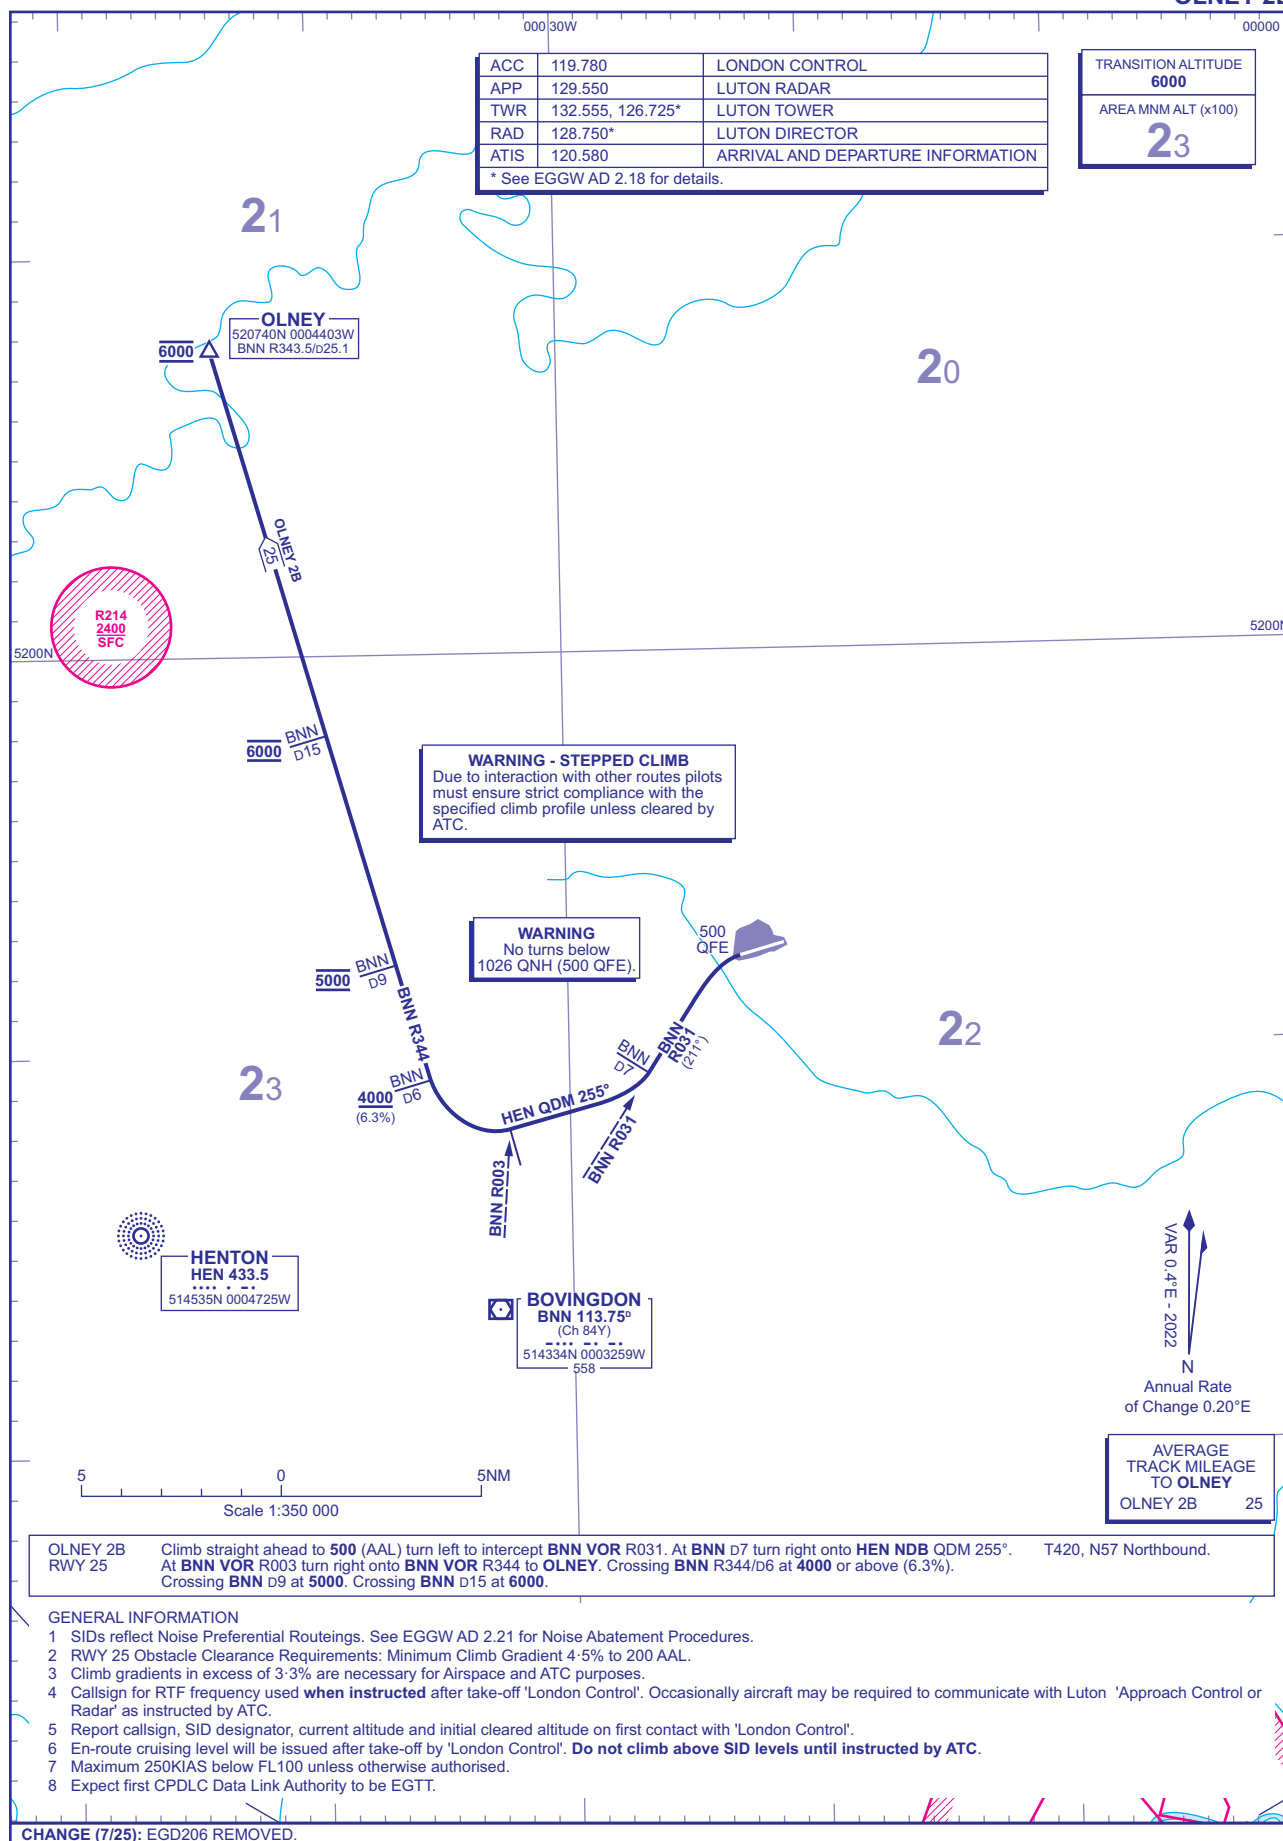 000 30W
00000
ACC 119.780 LONDON CONTROL
APP 129.550 LUTON RADAR
TWR 132.555, 126.725* LUTON TOWER
RAD 128.750* LUTON DIRECTOR
ATIS 120.580 ARRIVAL AND DEPARTURE INFORMATION
* See EGGW AD 2.18 for details.
TRANSITION ALTITUDE
6000
AREA MNM ALT (x100)
23
21
OLNEY
520740N 0004403W
BNN R343.5/D25.1
6000
20
OLNEY 2B
25
R214
2400
SFC
5200N
5200N
BNN
D15
6000
WARNING - STEPPED CLIMB
Due to interaction with other routes pilots
must ensure strict compliance with the
specified climb profile unless cleared by
ATC.
WARNING
No turns below
1026 QNH (500 QFE).
500
QFE
BNN
D9
5000
BNN R344
BNN
R031
(211°)
BNN
D7
22
23
BNN
D6
4000
(6.3%)
HEN QDM 255°
BNN R031
BNN R003
HENTON
HEN 433.5
514535N 0004725W
BOVINGDON
BNN 113.75D
(Ch 84Y)
514334N 0003259W
558
VAR 0.4°E - 2022
N
Annual Rate
of Change 0.20°E
AVERAGE
TRACK MILEAGE
TO OLNEY
OLNEY 2B 25
5 0 5NM
Scale 1:350 000
OLNEY 2B Climb straight ahead to 500 (AAL) turn left to intercept BNN VOR R031. At BNN D7 turn right onto HEN NDB QDM 255°. T420, N57 Northbound.
RWY 25 At BNN VOR R003 turn right onto BNN VOR R344 to OLNEY. Crossing BNN R344/D6 at 4000 or above (6.3%).
Crossing BNN D9 at 5000. Crossing BNN D15 at 6000.
GENERAL INFORMATION
1 SIDs reflect Noise Preferential Routeings. See EGGW AD 2.21 for Noise Abatement Procedures.
2 RWY 25 Obstacle Clearance Requirements: Minimum Climb Gradient 4·5% to 200 AAL.
3 Climb gradients in excess of 3·3% are necessary for Airspace and ATC purposes.
4 Callsign for RTF frequency used when instructed after take-off 'London Control'. Occasionally aircraft may be required to communicate with Luton 'Approach Control or
Radar' as instructed by ATC.
5 Report callsign, SID designator, current altitude and initial cleared altitude on first contact with 'London Control'.
6 En-route cruising level will be issued after take-off by 'London Control'. Do not climb above SID levels until instructed by ATC.
7 Maximum 250KIAS below FL100 unless otherwise authorised.
8 Expect first CPDLC Data Link Authority to be EGTT.
CHANGE (7/25): EGD206 REMOVED.